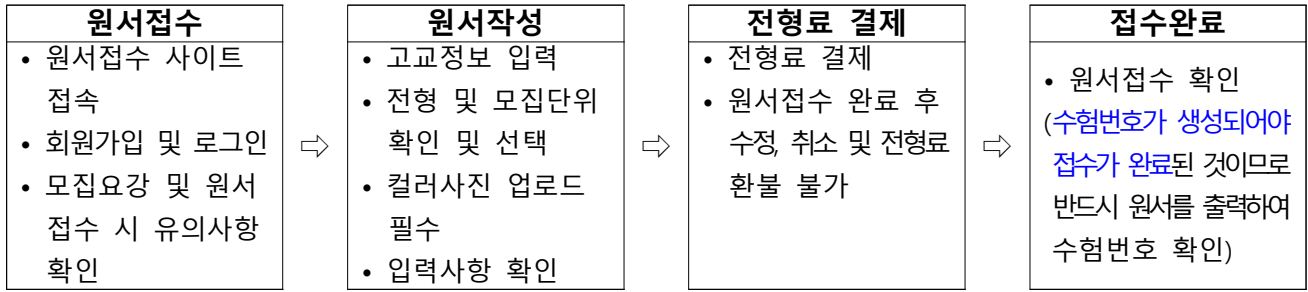 원서접수
• 원서접수 사이트
접속
• 회원가입 및 로그인
• 모집요강 및 원서
접수 시 유의사항
확인
⇨
원서작성
• 고교정보 입력
• 전형 및 모집단위
확인 및 선택
• 컬러사진 업로드
필수
• 입력사항 확인
⇨
전형료 결제
• 전형료 결제
• 원서접수 완료 후
수정, 취소 및 전형료
환불 불가
⇨
접수완료
• 원서접수 확인
(수험번호가 생성되어야
접수가 완료된 것이므로
반드시 원서를 출력하여
수험번호 확인)